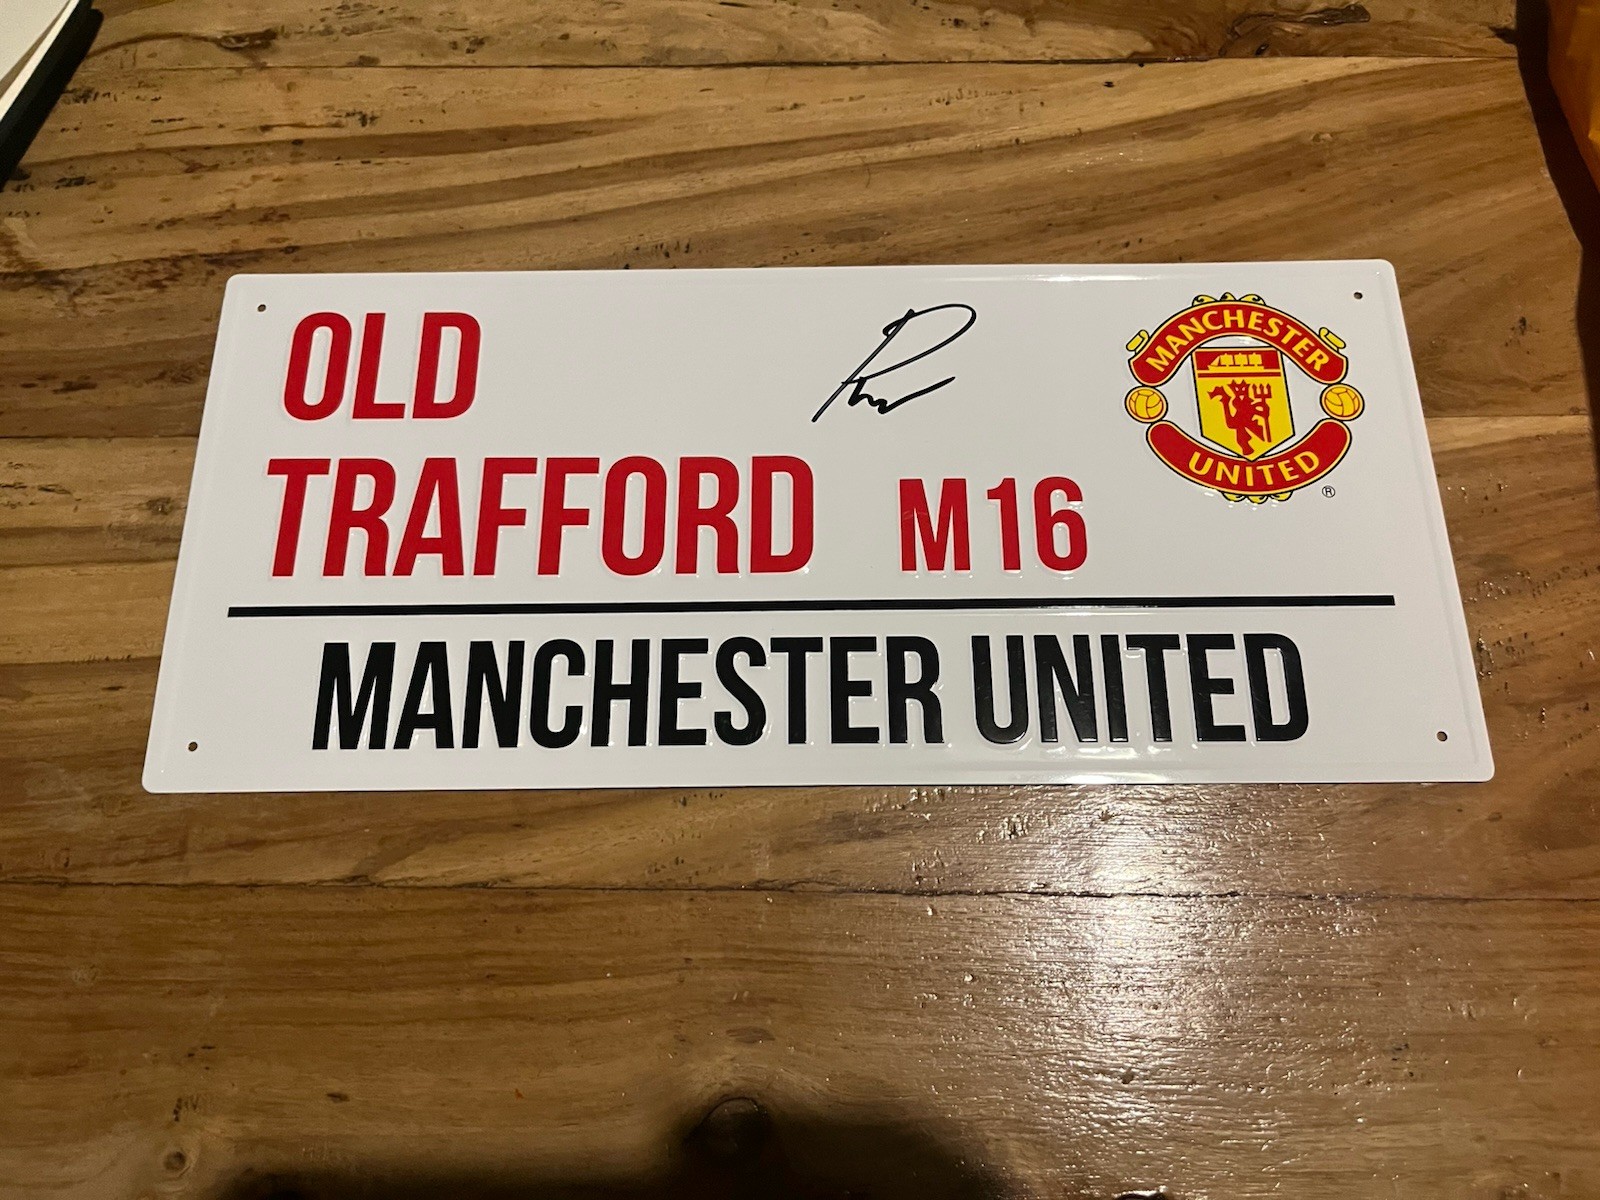 OLD
TRAFFORD M16
MANCHESTER UNITED
MANCHESTER
UNITED
®